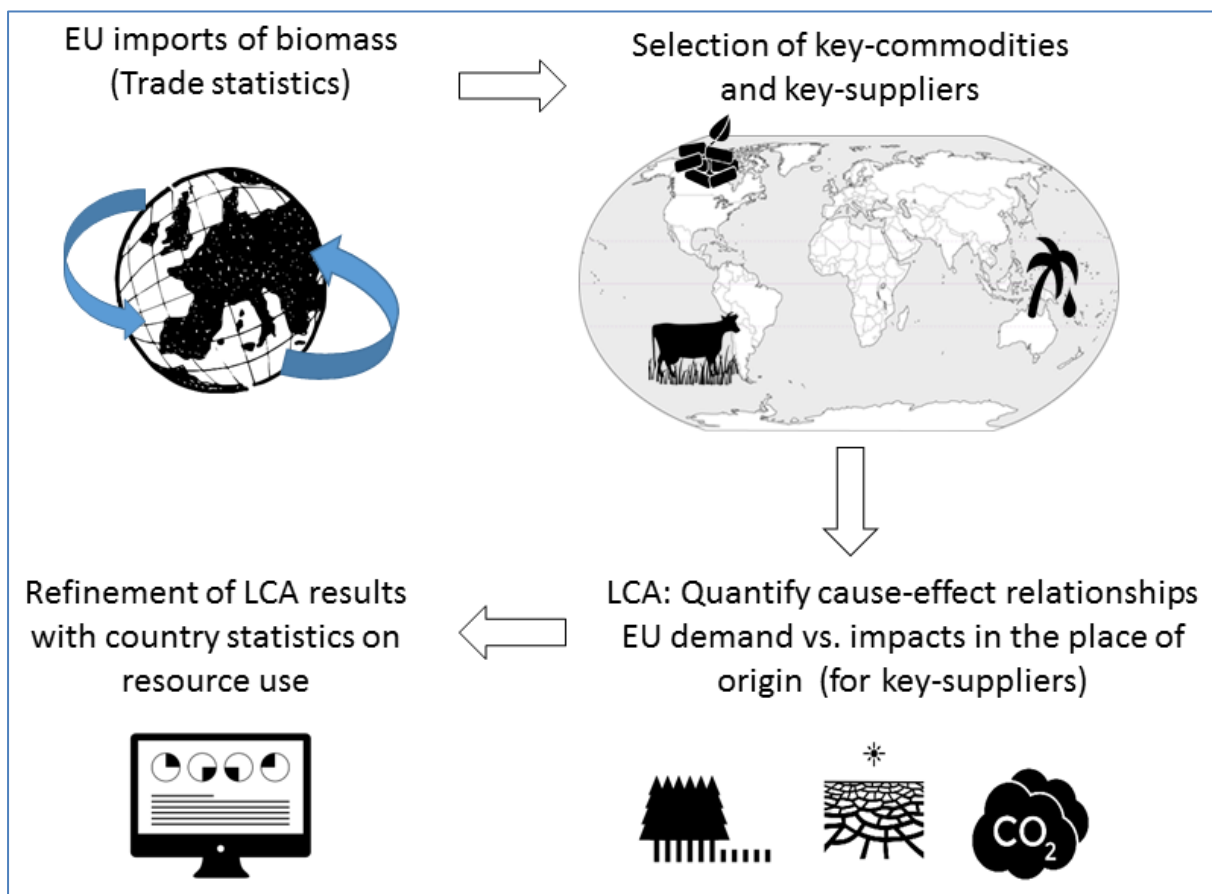 EU imports of biomass
(Trade statistics)
Selection of key-commodities
and key-suppliers
LCA: Quantify cause-effect relationships
EU demand vs. impacts in the place of
origin (for key-suppliers)
CO2
Refinement of LCA results
with country statistics on
resource use